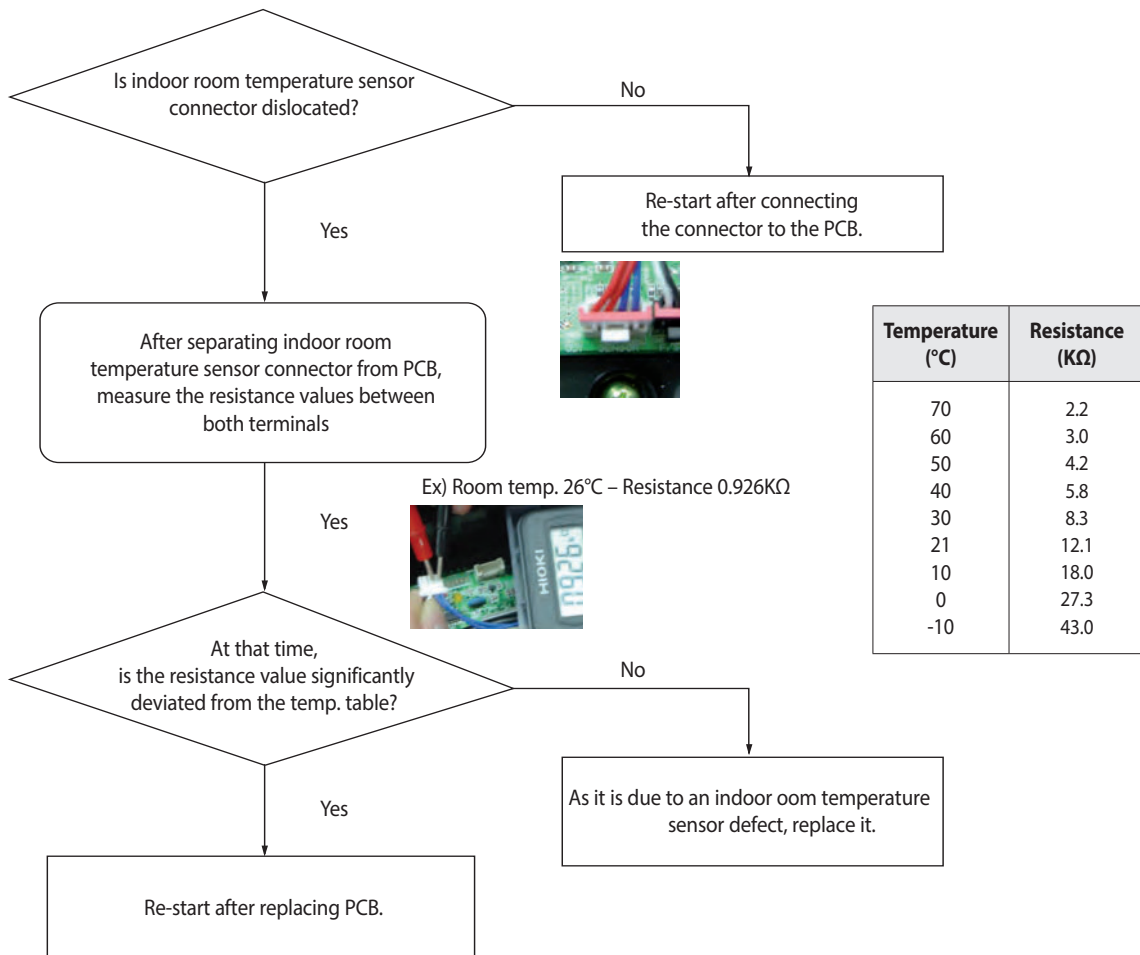 Is indoor room temperature sensor
connector dislocated?
No
Re-start after connecting
the connector to the PCB.
Yes
After separating indoor room
temperature sensor connector from PCB,
measure the resistance values between
both terminals
Temperature
(°C)
Resistance
(KΩ)
70 2.2
60 3.0
50 4.2
40 5.8
30 8.3
21 12.1
10 18.0
0 27.3
-10 43.0
Ex) Room temp. 26°C – Resistance 0.926KΩ
HIOKI
0926
Yes
At that time,
is the resistance value significantly
deviated from the temp. table?
No
As it is due to an indoor oom temperature
sensor defect, replace it.
Yes
Re-start after replacing PCB.